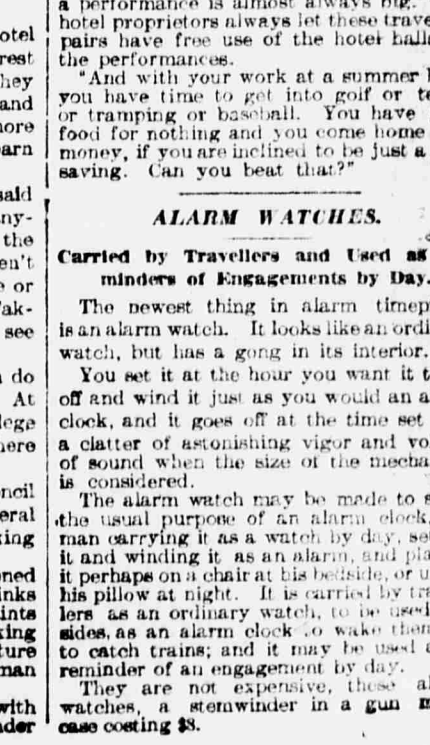 otel
rest
hey
and
more
arn
said
ny-
the
en't
or
ak-
see
do
At
lege
here
ncil
eral
ing
ned
inks
ints
king
ture
man
with
nder
a performance is almost always big.
hotel proprietors always let these trave
pairs have free use of the hotel halls
the performances.
"And with your work at a summer h
you have time to get into golf or te
or tramping or baseball. You have
food for nothing and you come home
money, if you are inclined to be just a
saving. Can you beat that?"
ALARM WATCHES.
Carried by Travellers and Used as
minders of Engagements by Day.
The newest thing in alarm timep
is an alarm watch. It looks like an ordi
watch, but has a gong in its interior.
You set it at the hour you want it t
off and wind it just as you would an a
clock, and it goes off at the time set
a clatter of astonishing vigor and vo
of sound when the size of the mecha
is considered.
The alarm watch may be made to s
the usual purpose of an alarm clock,
man carrying it as a watch by day, se
it and winding it as an alarm, and pla
it perhaps on a chair at his bedside, or u
his pillow at night. It is carried by tra
lers as an ordinary watch, to be used
sides, as an alarm clock to wake them
to catch trains; and it may be used a
reminder of an engagement by day.
They are not expensive, these al
watches, a stemwinder in a gun m
case costing $8.